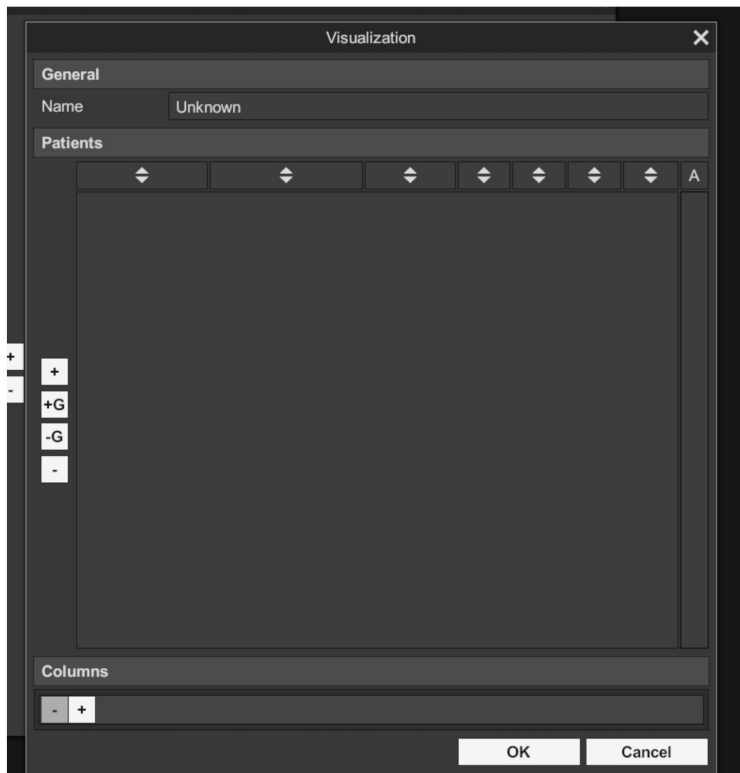 Visualization
General
Name Unknown
Patients
A
+
-
+
+G
-G
-
Columns
- +
OK Cancel